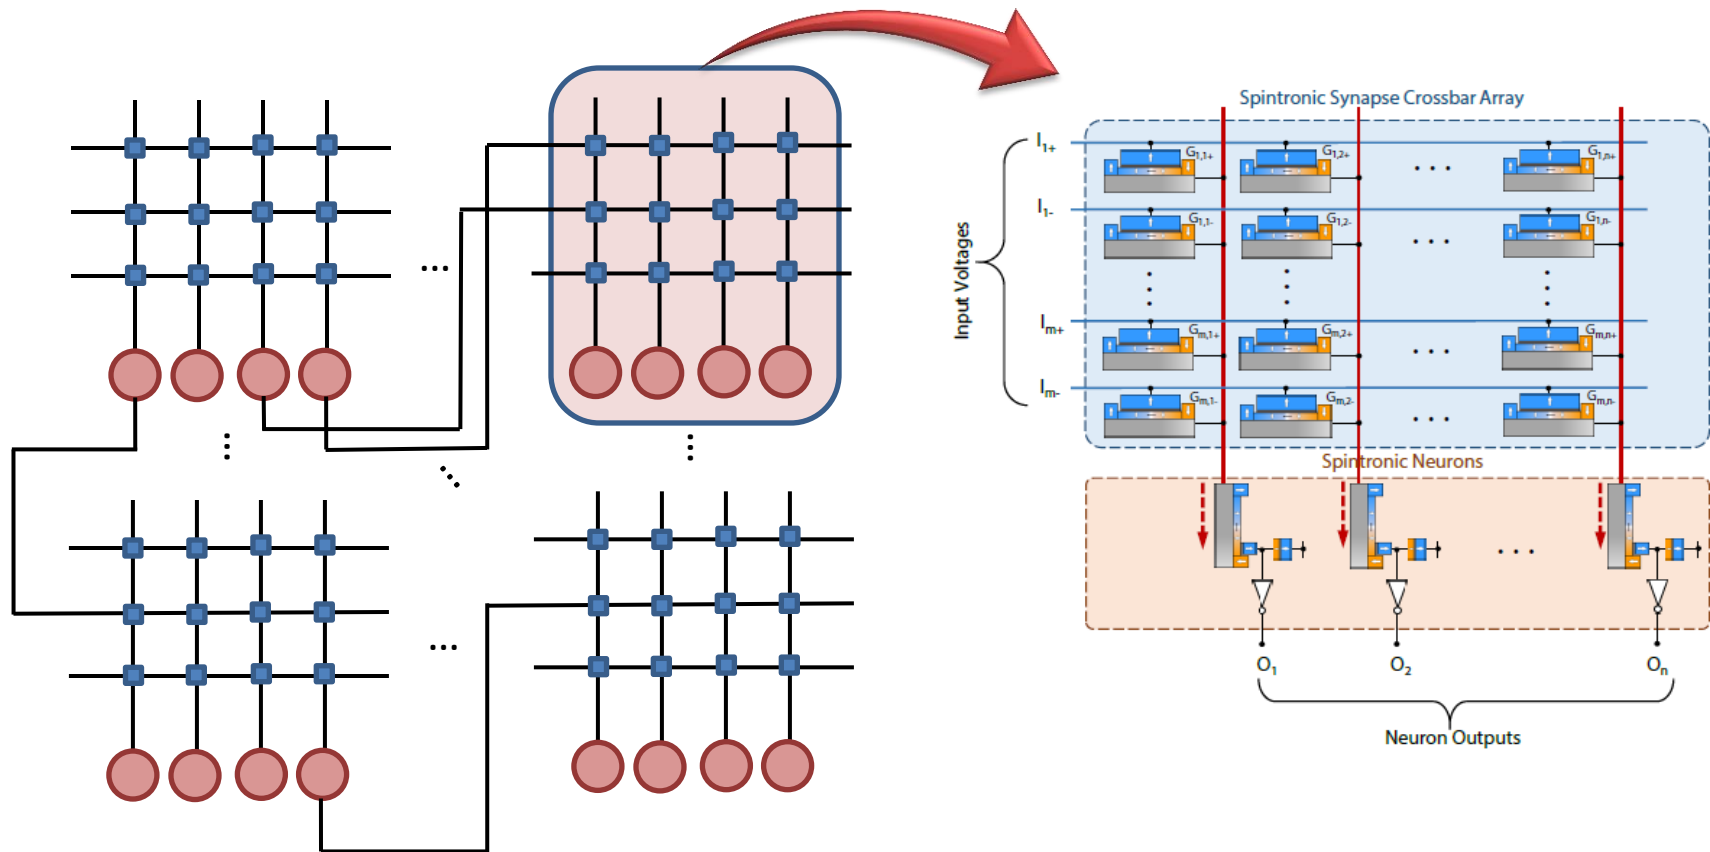 Spintronic Synapse Crossbar Array
Input Voltages
I1+
G1,1+ G1,2+ ... G1,n+
I1-
G1,1- G1,2- ... G1,n-
Im+
Gm,1+ Gm,2+ ... Gm,n+
Im-
Gm,1- Gm,2- ... Gm,n-
Spintronic Neurons
O1 O2 On
Neuron Outputs